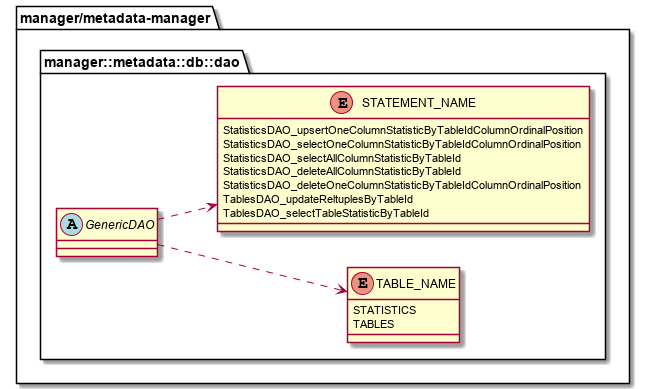 manager/metadata-manager
manager::metadata::db::dao
E STATEMENT_NAME
StatisticsDAO_upsertOneColumnStatisticByTableIdColumnOrdinalPosition
StatisticsDAO_selectOneColumnStatisticByTableIdColumnOrdinalPosition
StatisticsDAO_selectAllColumnStatisticByTableId
StatisticsDAO_deleteAllColumnStatisticByTableId
StatisticsDAO_deleteOneColumnStatisticByTableIdColumnOrdinalPosition
TablesDAO_updateReltuplesByTableId
TablesDAO_selectTableStatisticByTableId
A GenericDAO
E TABLE_NAME
STATISTICS
TABLES